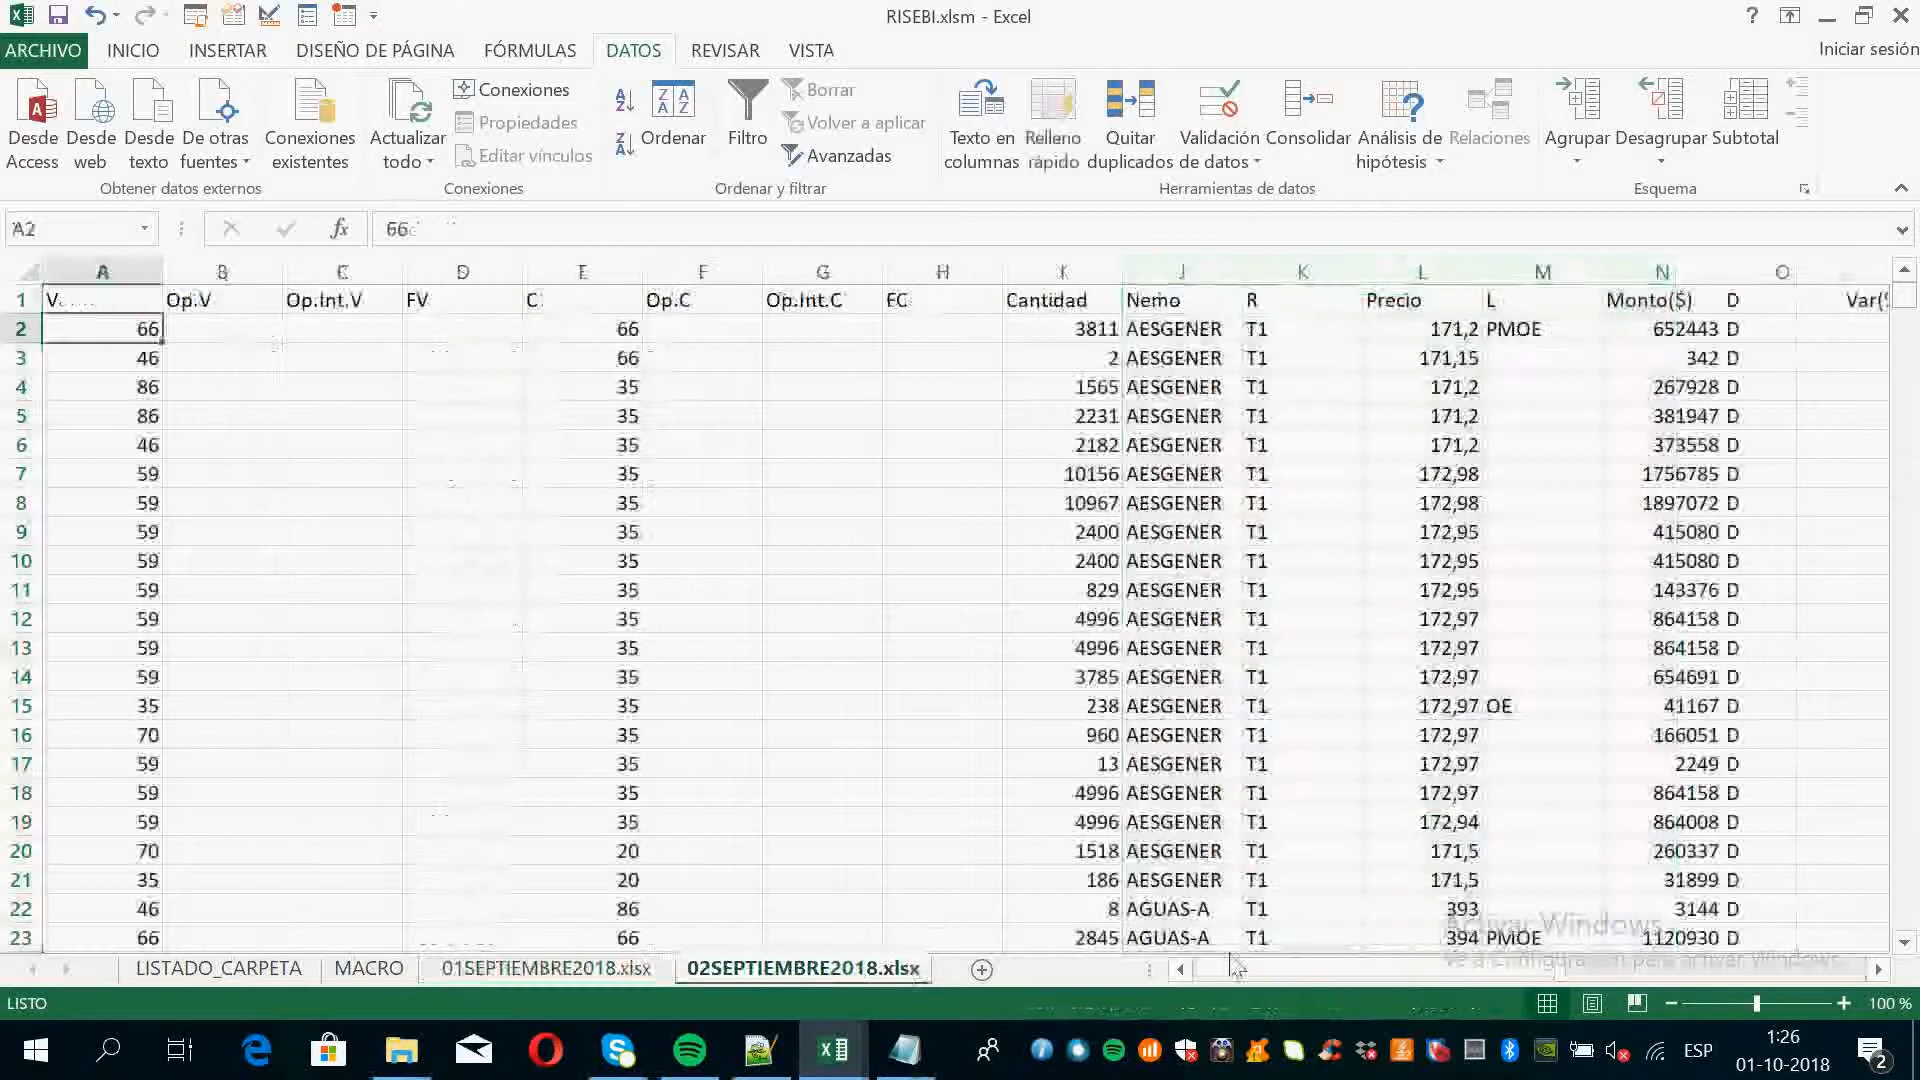 RISEBI.xlsm - Excel
ARCHIVO INICIO INSERTAR DISEÑO DE PÁGINA FÓRMULAS DATOS REVISAR VISTA Iniciar sesión
Desde Access
Desde web
Desde texto
De otras fuentes
Conexiones existentes
Obtener datos externos
Actualizar todo
Conexiones
Propiedades
Editar vínculos
Conexiones
Ordenar
Filtro
Borrar
Volver a aplicar
Avanzadas
Ordenar y filtrar
Texto en columnas
Relleno rápido
Quitar duplicados
Validación de datos
Consolidar
Análisis de hipótesis
Relaciones
Herramientas de datos
Agrupar
Desagrupar
Subtotal
Esquema
A2 fx 66
A B C D E F G H J K L M N O
1 V Op.V Op.Int.V FV C Op.C Op.Int.C FC Cantidad Nemo R Precio L Monto($) D
2 66 66 3811 AESGENER T1 171,2 PMOE 652443 D
3 46 66 2 AESGENER T1 171,15 342 D
4 86 35 1565 AESGENER T1 171,2 267928 D
5 86 35 2231 AESGENER T1 171,2 381947 D
6 46 35 2182 AESGENER T1 171,2 373558 D
7 59 35 10156 AESGENER T1 172,98 1756785 D
8 59 35 10967 AESGENER T1 172,98 1897072 D
9 59 35 2400 AESGENER T1 172,95 415080 D
10 59 35 2400 AESGENER T1 172,95 415080 D
11 59 35 829 AESGENER T1 172,95 143376 D
12 59 35 4996 AESGENER T1 172,97 864158 D
13 59 35 4996 AESGENER T1 172,97 864158 D
14 59 35 3785 AESGENER T1 172,97 654691 D
15 35 35 238 AESGENER T1 172,97 OE 41167 D
16 70 35 960 AESGENER T1 172,97 166051 D
17 59 35 13 AESGENER T1 172,97 2249 D
18 59 35 4996 AESGENER T1 172,97 864158 D
19 59 35 4996 AESGENER T1 172,94 864008 D
20 70 20 1518 AESGENER T1 171,5 260337 D
21 35 20 186 AESGENER T1 171,5 31899 D
22 46 86 8 AGUAS-A T1 393 3144 D
23 66 66 2845 AGUAS-A T1 394 PMOE 1120930 D
Activar Windows
Ve a Configuración para activar Windows.
LISTADO_CARPETA MACRO 01SEPTIEMBRE2018.xlsx 02SEPTIEMBRE2018.xlsx
LISTO 100 %
ESP
1:26
01-10-2018
2